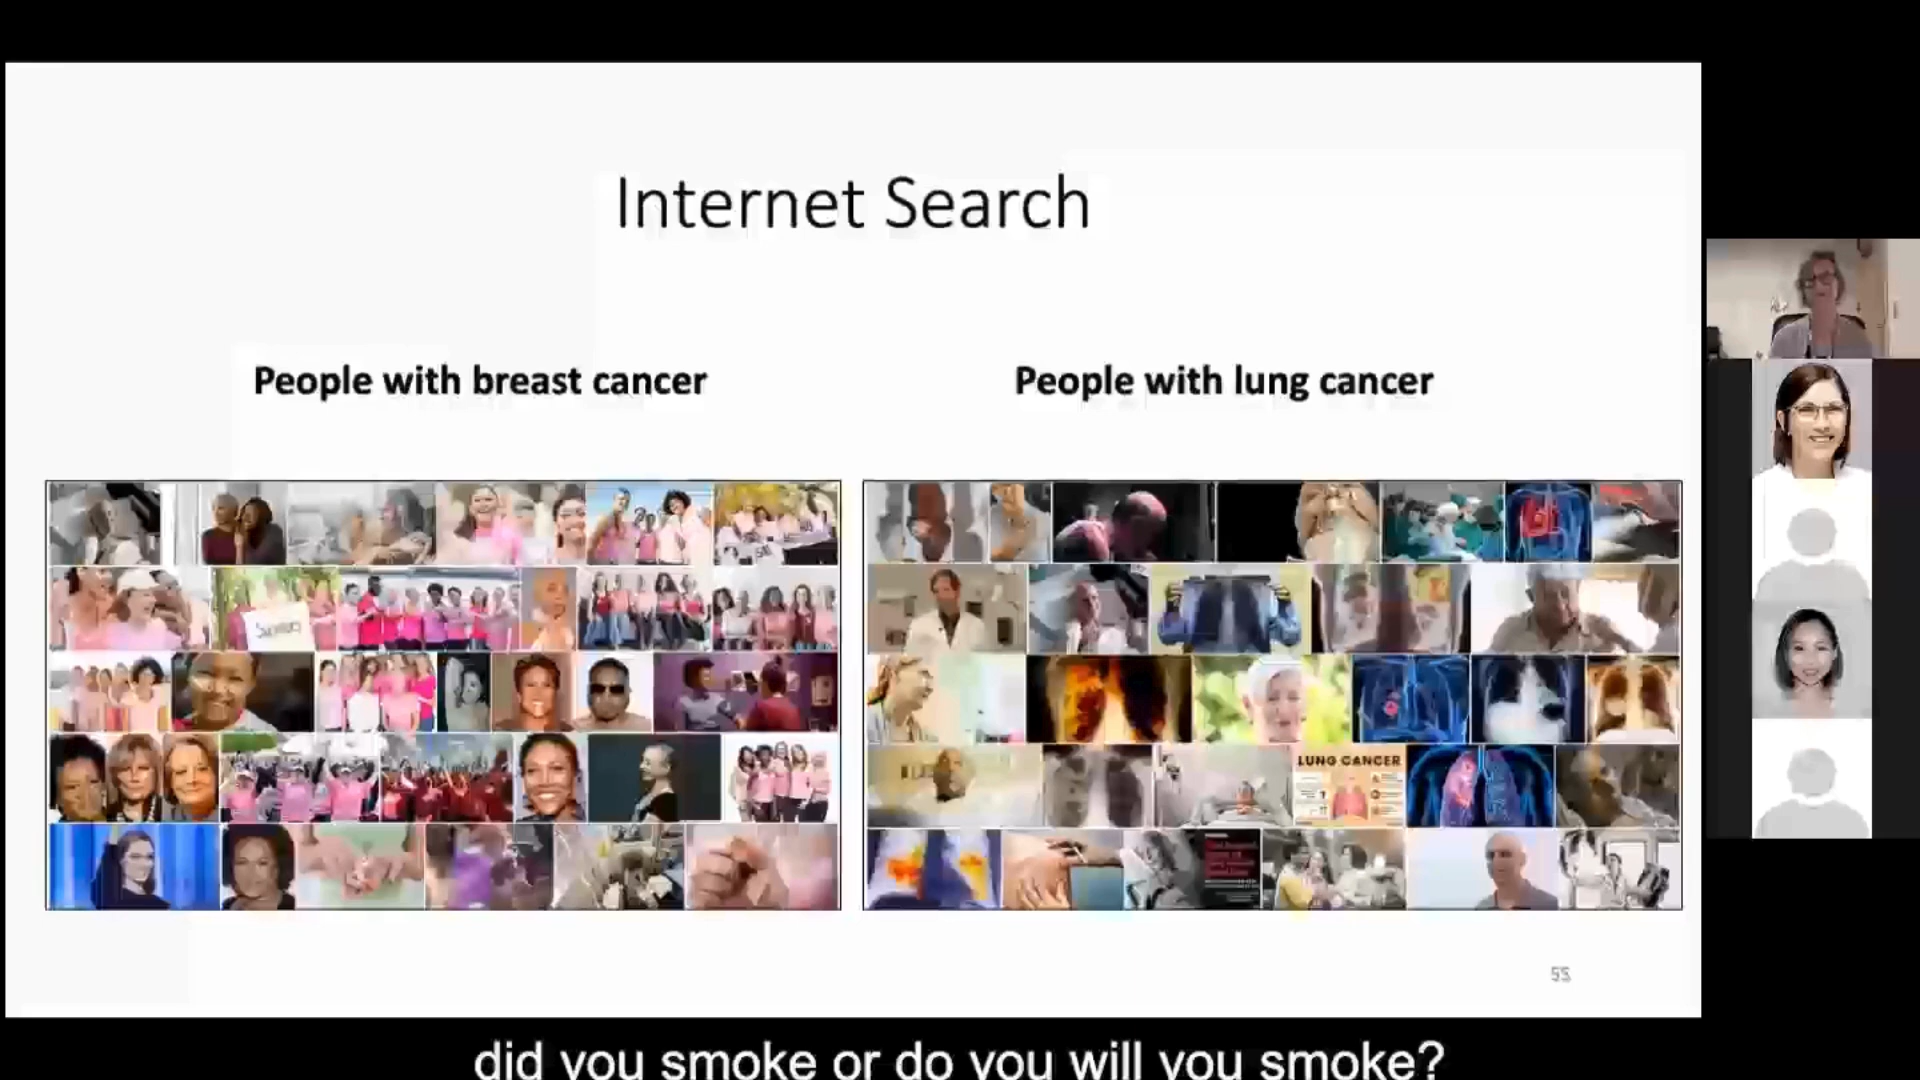 Internet Search
People with breast cancer
People with lung cancer
LUNG CANCER
55
did you smoke or do you will you smoke?